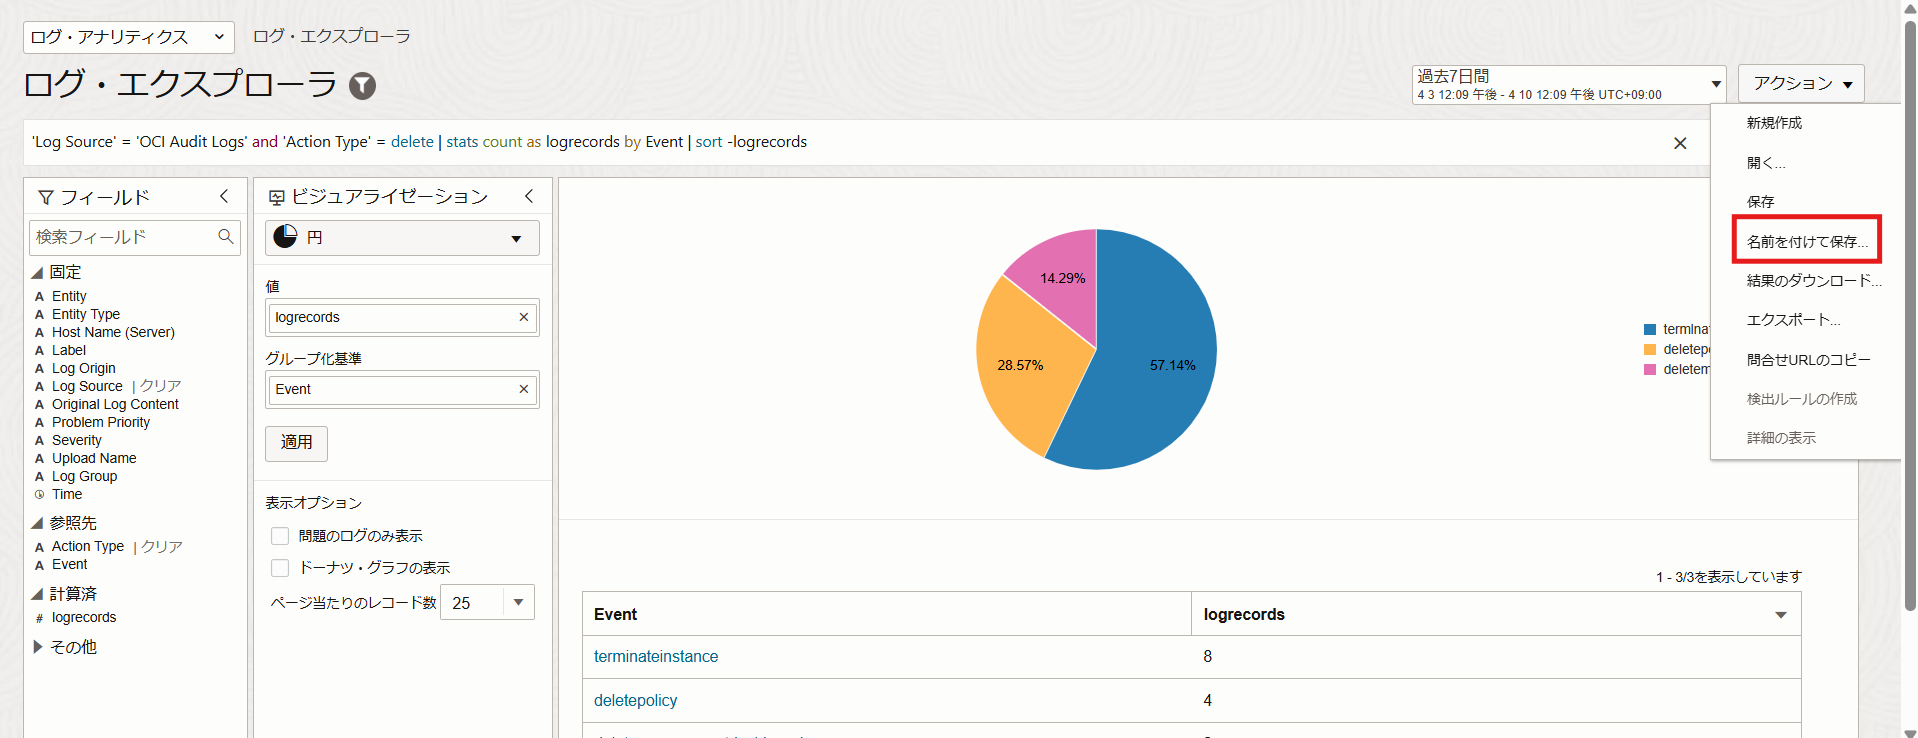 ログ・アナリティクス
ログ・エクスプローラ
ログ・エクスプローラ
過去7日間
4 3 12:09 午後 - 4 10 12:09 午後 UTC+09:00
アクション
'Log Source' = 'OCI Audit Logs' and 'Action Type' = delete | stats count as logrecords by Event | sort -logrecords
新規作成
開く...
保存
名前を付けて保存...
結果のダウンロード...
エクスポート...
問合せURLのコピー
検出ルールの作成
詳細の表示
フィールド
検索フィールド
固定
Entity
Entity Type
Host Name (Server)
Label
Log Origin
Log Source | クリア
Original Log Content
Problem Priority
Severity
Upload Name
Log Group
Time
参照先
Action Type | クリア
Event
計算済
logrecords
その他
ビジュアライゼーション
円
値
logrecords
グループ化基準
Event
適用
表示オプション
問題のログのみ表示
ドーナツ・グラフの表示
ページ当たりのレコード数 25
14.29%
28.57%
57.14%
termina
deletep
deletem
1 - 3/3を表示しています
Event logrecords
terminateinstance 8
deletepolicy 4